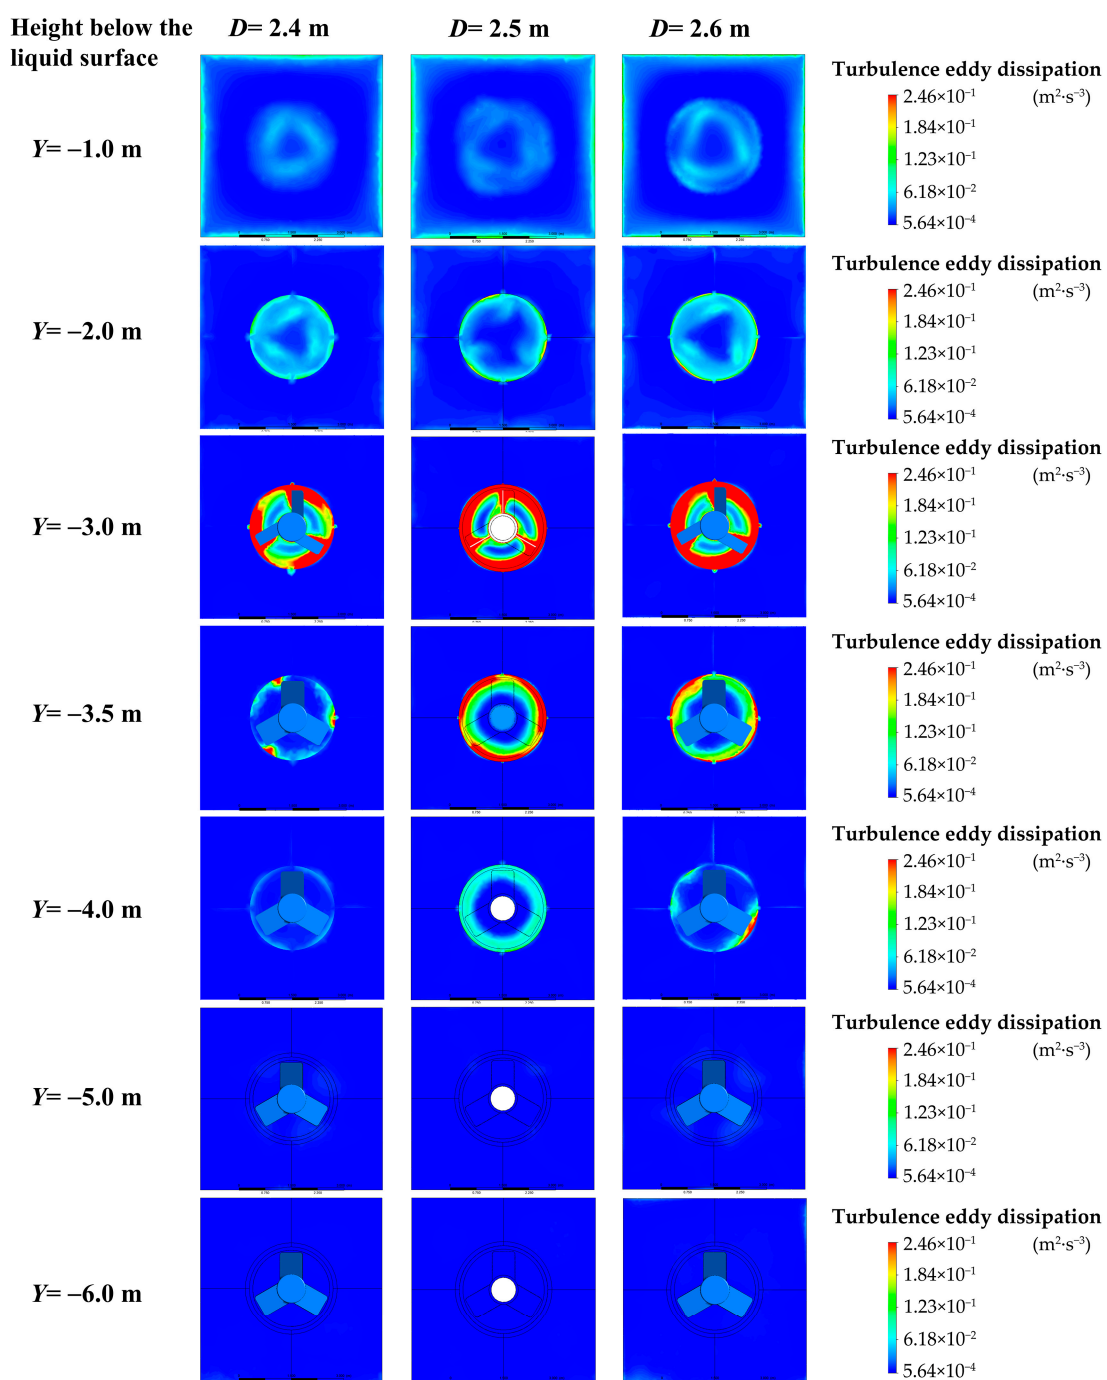 Height below the
liquid surface
D= 2.4 m
D= 2.5 m
D= 2.6 m
Y= –1.0 m
Turbulence eddy dissipation
(m²·s⁻³)
2.46×10⁻¹
1.84×10⁻¹
1.23×10⁻¹
6.18×10⁻²
5.64×10⁻⁴
Y= –2.0 m
Turbulence eddy dissipation
(m²·s⁻³)
2.46×10⁻¹
1.84×10⁻¹
1.23×10⁻¹
6.18×10⁻²
5.64×10⁻⁴
Y= –3.0 m
Turbulence eddy dissipation
(m²·s⁻³)
2.46×10⁻¹
1.84×10⁻¹
1.23×10⁻¹
6.18×10⁻²
5.64×10⁻⁴
Y= –3.5 m
Turbulence eddy dissipation
(m²·s⁻³)
2.46×10⁻¹
1.84×10⁻¹
1.23×10⁻¹
6.18×10⁻²
5.64×10⁻⁴
Y= –4.0 m
Turbulence eddy dissipation
(m²·s⁻³)
2.46×10⁻¹
1.84×10⁻¹
1.23×10⁻¹
6.18×10⁻²
5.64×10⁻⁴
Y= –5.0 m
Turbulence eddy dissipation
(m²·s⁻³)
2.46×10⁻¹
1.84×10⁻¹
1.23×10⁻¹
6.18×10⁻²
5.64×10⁻⁴
Y= –6.0 m
Turbulence eddy dissipation
(m²·s⁻³)
2.46×10⁻¹
1.84×10⁻¹
1.23×10⁻¹
6.18×10⁻²
5.64×10⁻⁴